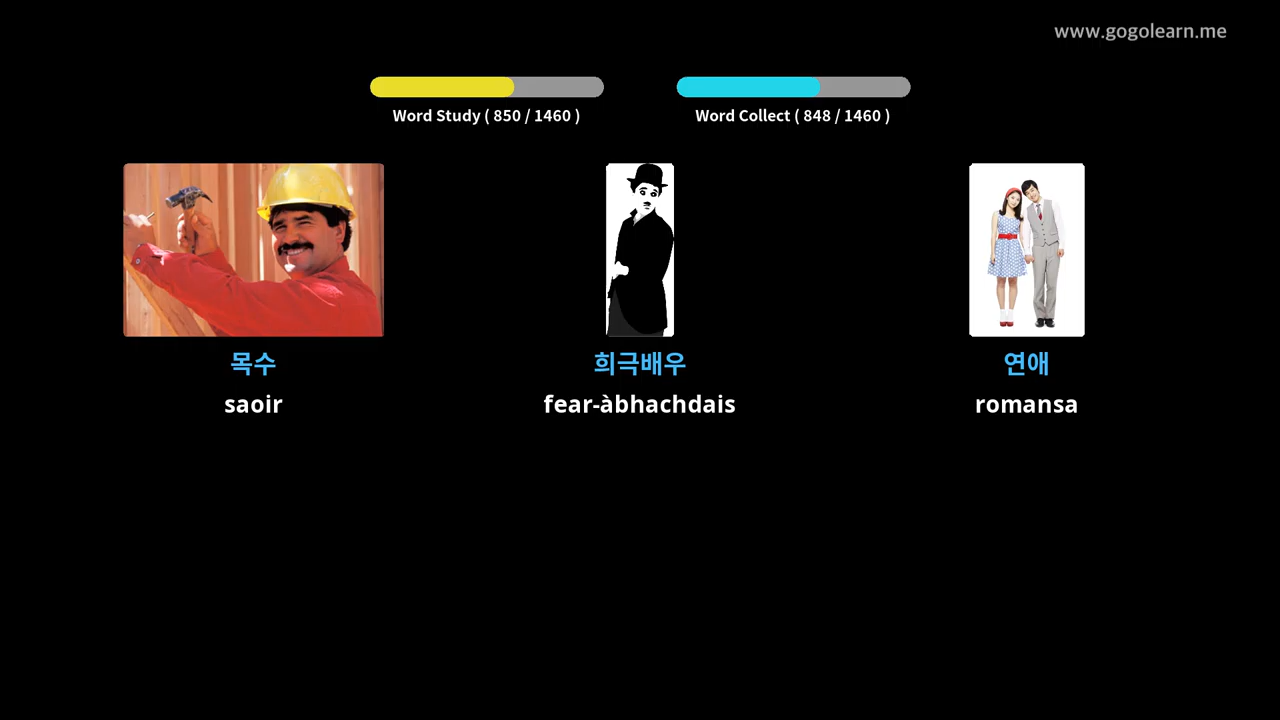 www.gogolearn.me
Word Study ( 850 / 1460 )
Word Collect ( 848 / 1460 )
목수
희극배우
연애
saoir
fear-àbhachdais
romansa